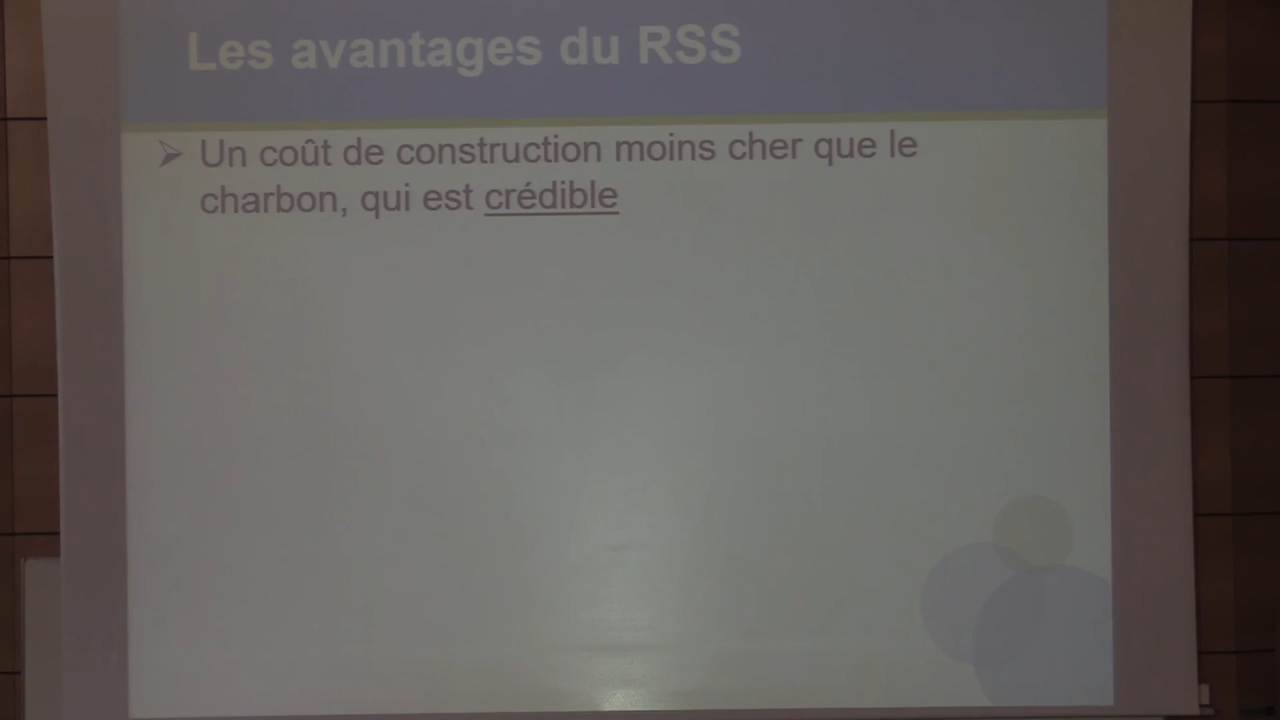 Les avantages du RSS
Un coût de construction moins cher que le
charbon, qui est crédible